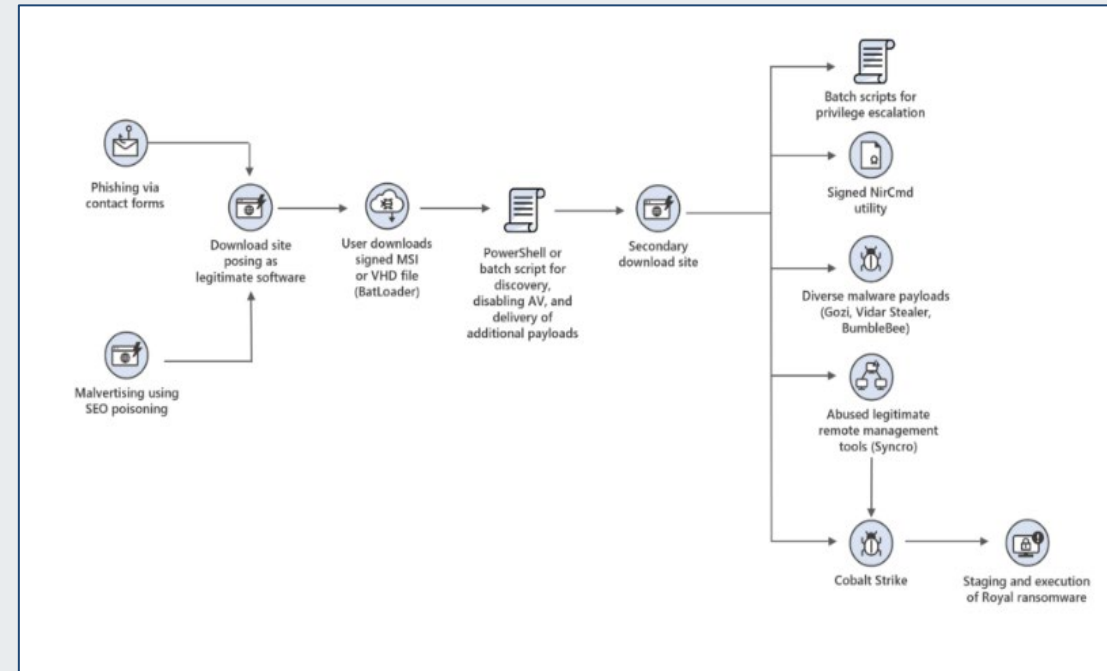 Phishing via
contact forms
Malvertising using
SEO poisoning
Download site
posing as
legitimate software
User downloads
signed MSI
or VHD file
(BatLoader)
PowerShell or
batch script for
discovery,
disabling AV, and
delivery of
additional payloads
Secondary
download site
Batch scripts for
privilege escalation
Signed NirCmd
utility
Diverse malware payloads
(Gozi, Vidar Stealer,
BumbleBee)
Abused legitimate
remote management
tools (Syncro)
Cobalt Strike
Staging and execution
of Royal ransomware